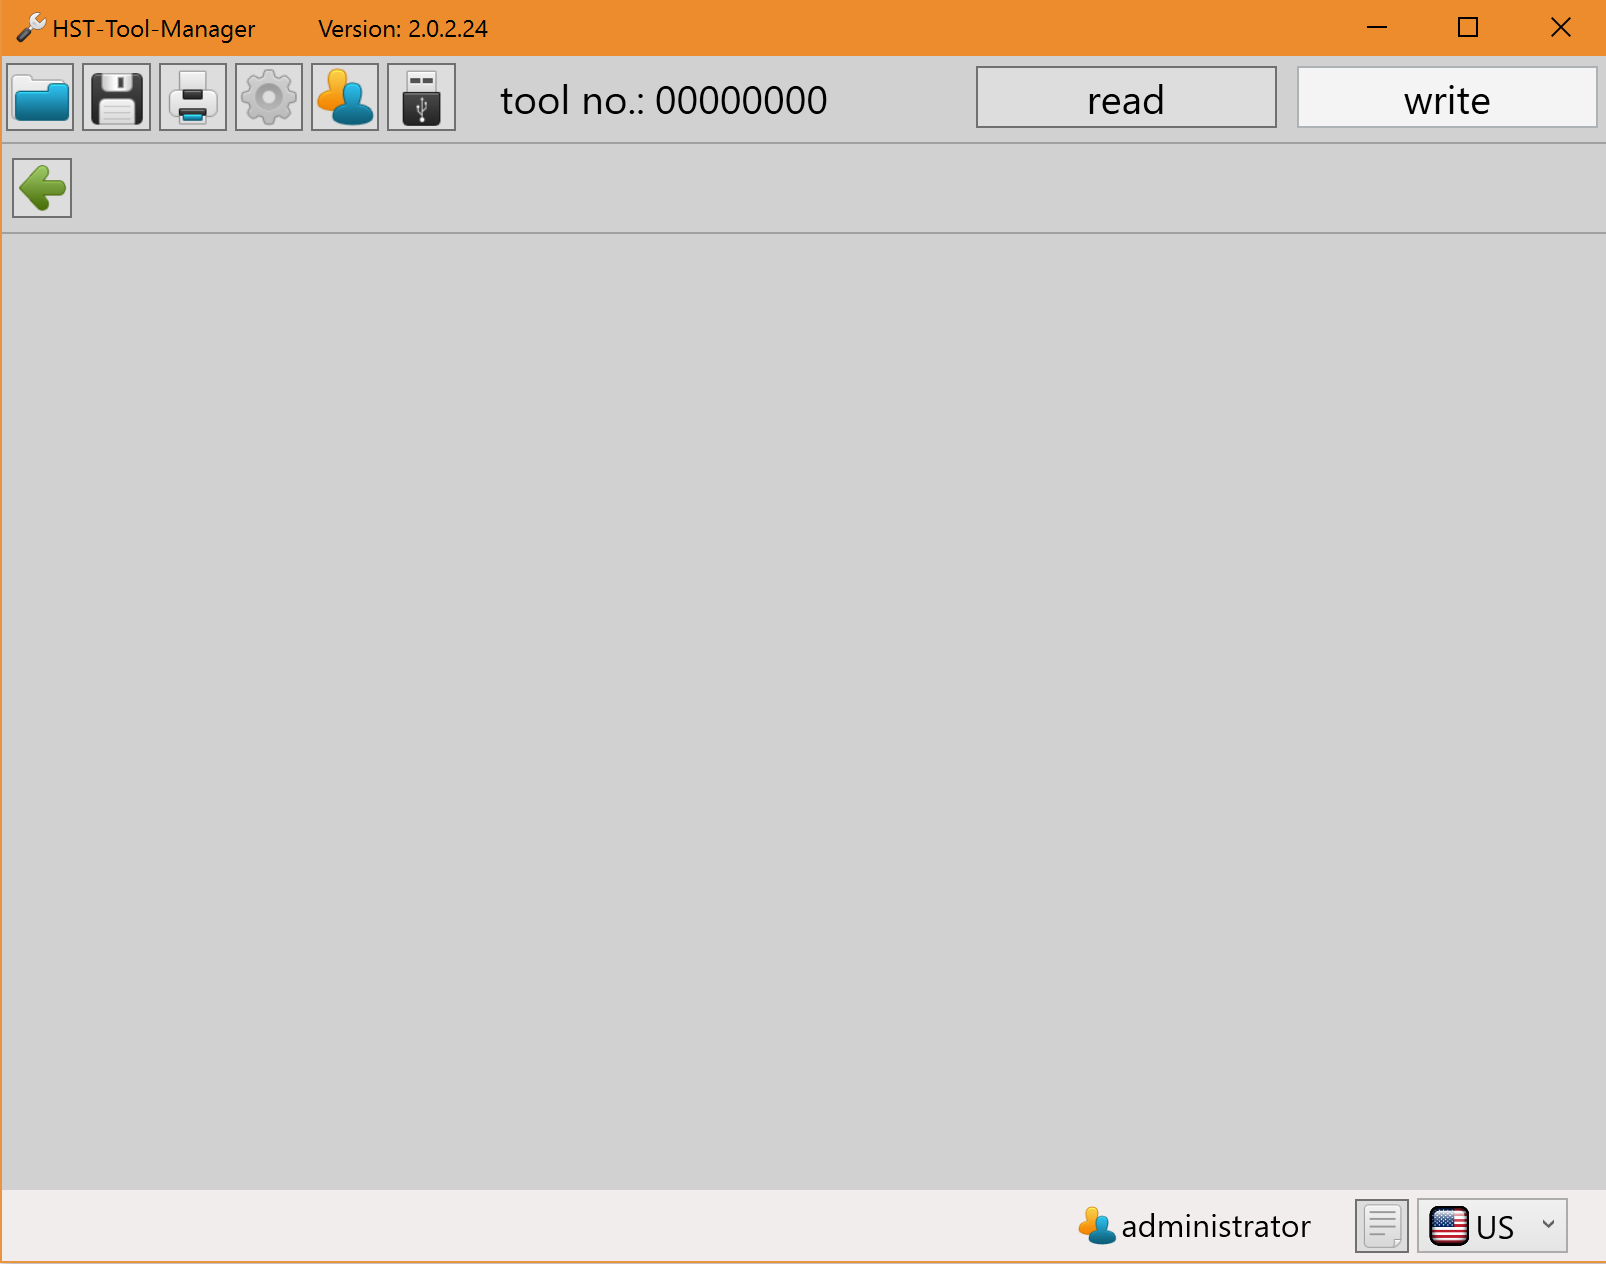 HST-Tool-Manager Version: 2.0.2.24
tool no.: 00000000 read write
administrator US